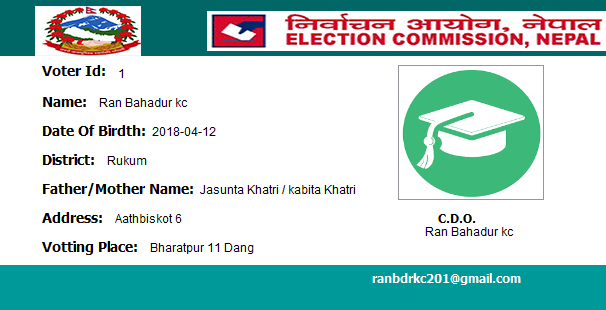 निर्वाचन आयोग, नेपाल
ELECTION COMMISSION, NEPAL
Voter Id: 1
Name: Ran Bahadur kc
Date Of Birdth: 2018-04-12
District: Rukum
Father/Mother Name: Jasunta Khatri / kabita Khatri
Address: Aathbiskot 6
Votting Place: Bharatpur 11 Dang
C.D.O.
Ran Bahadur kc
ranbdrkc201@gmail.com